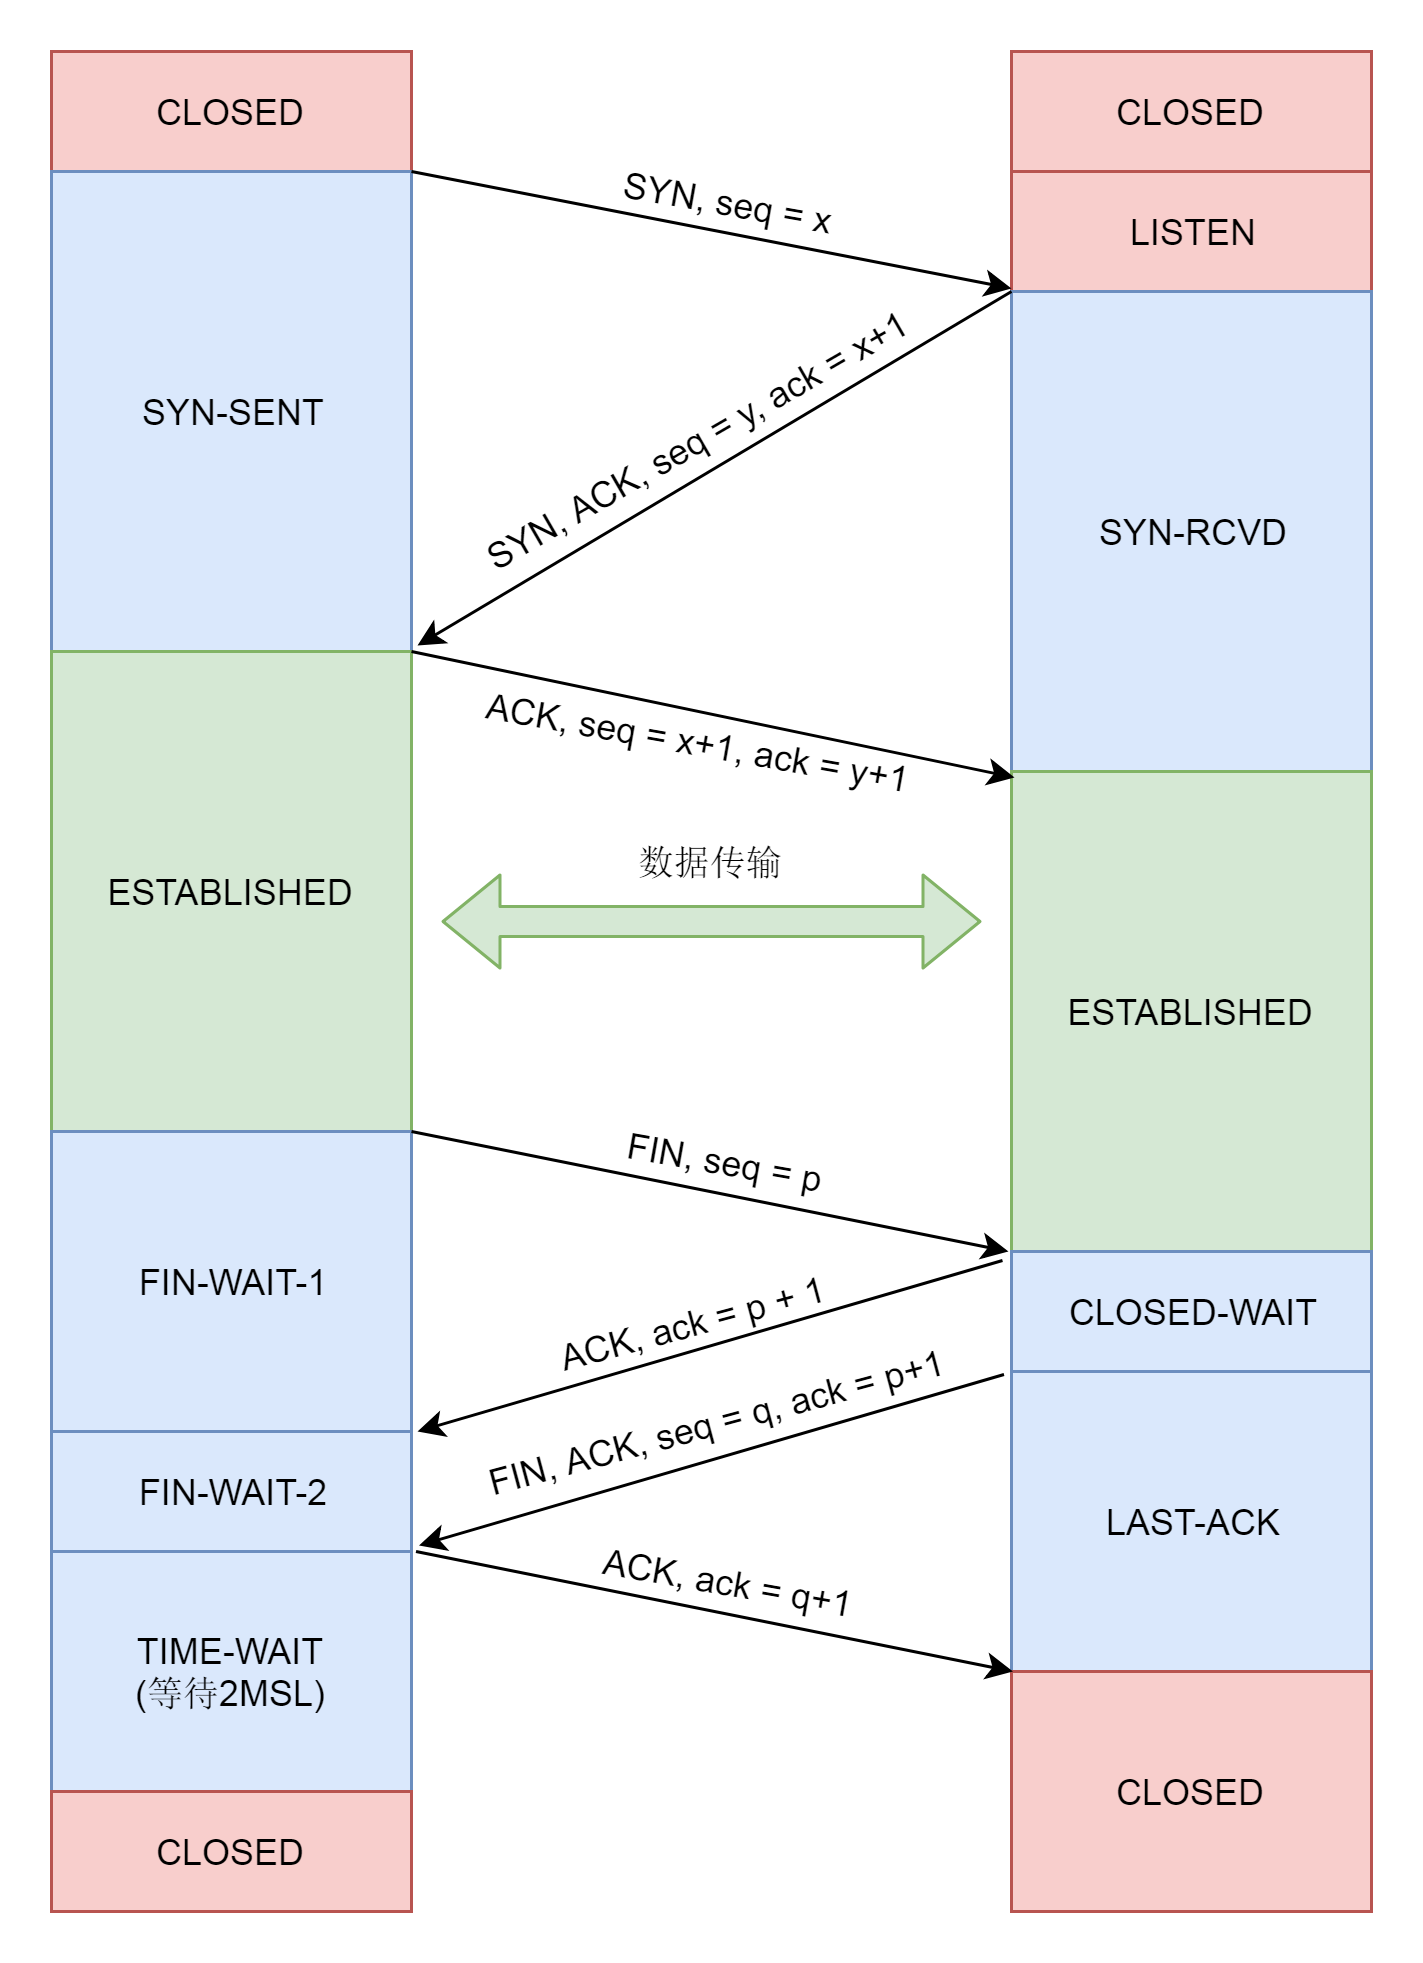 CLOSED
CLOSED
SYN, seq = x
LISTEN
SYN, ACK, seq = y, ack = x+1
SYN-SENT
SYN-RCVD
ACK, seq = x+1, ack = y+1
数据传输
ESTABLISHED
ESTABLISHED
FIN, seq = p
FIN-WAIT-1
ACK, ack = p + 1
CLOSED-WAIT
FIN, ACK, seq = q, ack = p+1
FIN-WAIT-2
LAST-ACK
ACK, ack = q+1
TIME-WAIT
(等待2MSL)
CLOSED
CLOSED